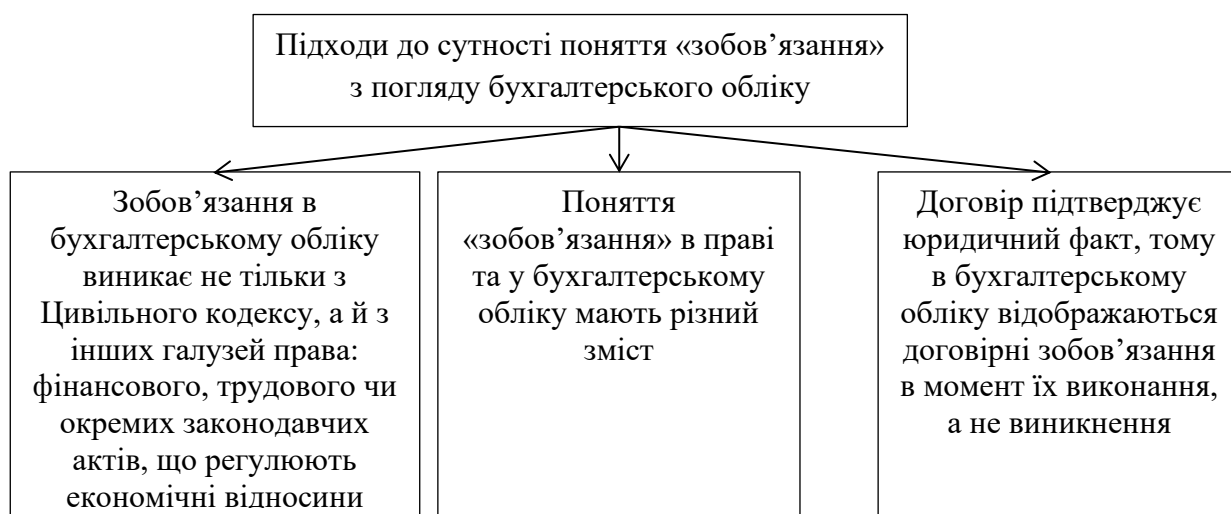 Підходи до сутності поняття «зобов’язання»
з погляду бухгалтерського обліку
Зобов’язання в
бухгалтерському обліку
виникає не тільки з
Цивільного кодексу, а й з
інших галузей права:
фінансового, трудового чи
окремих законодавчих
актів, що регулюють
економічні відносини
Поняття
«зобов’язання» в праві
та у бухгалтерському
обліку мають різний
зміст
Договір підтверджує
юридичний факт, тому
в бухгалтерському
обліку відображаються
договірні зобов’язання
в момент їх виконання,
а не виникнення